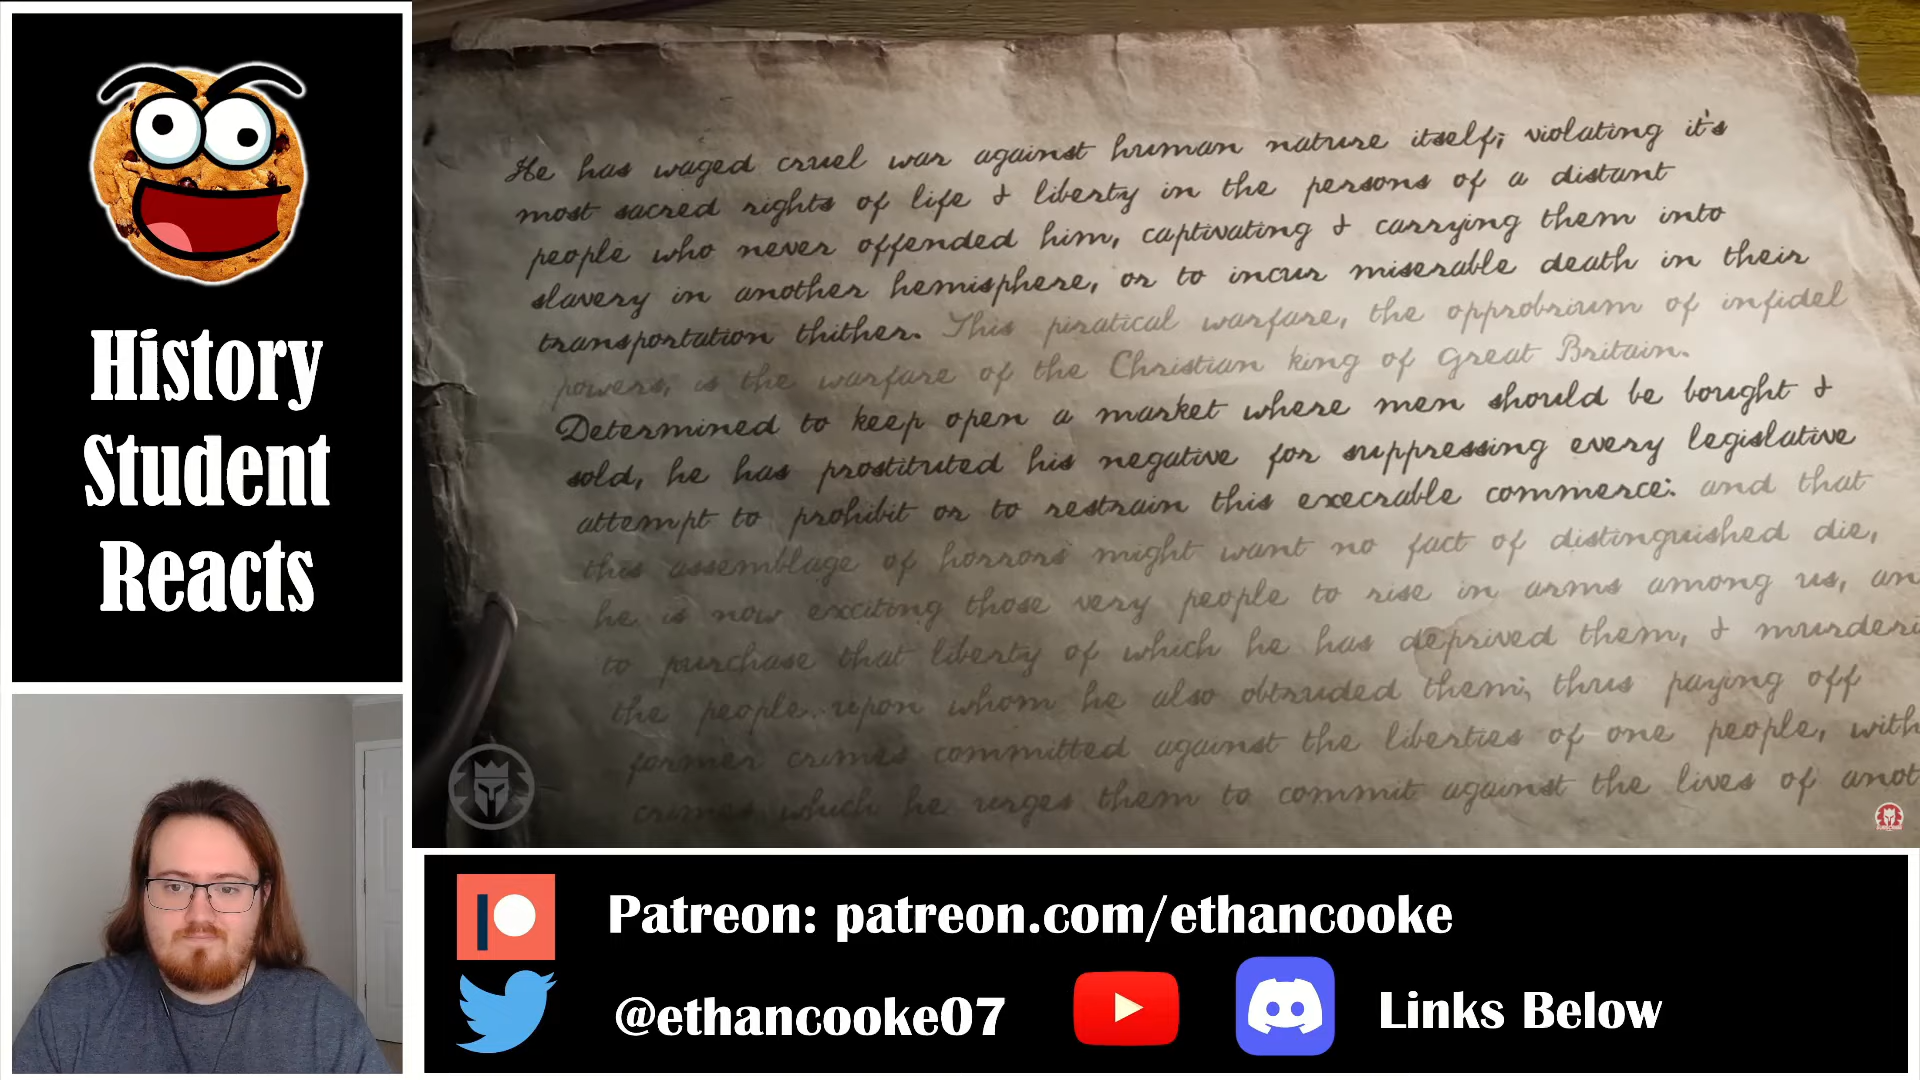 History
Student
Reacts
He has waged cruel war against human nature itself; violating it's
most sacred rights of life & liberty in the persons of a distant
people who never offended him, captivating & carrying them into
slavery in another hemisphere, or to incur miserable death in their
transportation thither. This piratical warfare, the opprobrium of infidel
powers, is the warfare of the Christian king of Great Britain.
Determined to keep open a market where men should be bought &
sold, he has prostituted his negative for suppressing every legislative
attempt to prohibit or to restrain this execrable commerce: and that
this assemblage of horrors might want no fact of distinguished die,
he is now exciting those very people to rise in arms among us, an
to purchase that liberty of which he has deprived them, & murderi
the people upon whom he also obtruded them; thus paying off
former crimes committed against the liberties of one people, with
crimes which he urges them to commit against the lives of anot
Patreon: patreon.com/ethancooke
@ethancooke07
Links Below